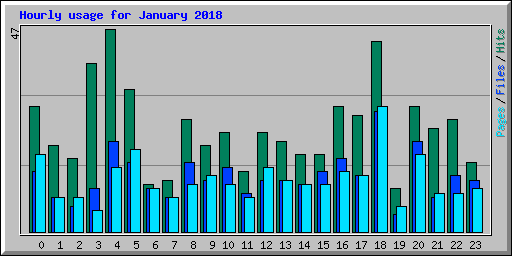 Hourly usage for January 2018
47
Pages/Files/Hits
0 1 2 3 4 5 6 7 8 9 10 11 12 13 14 15 16 17 18 19 20 21 22 23